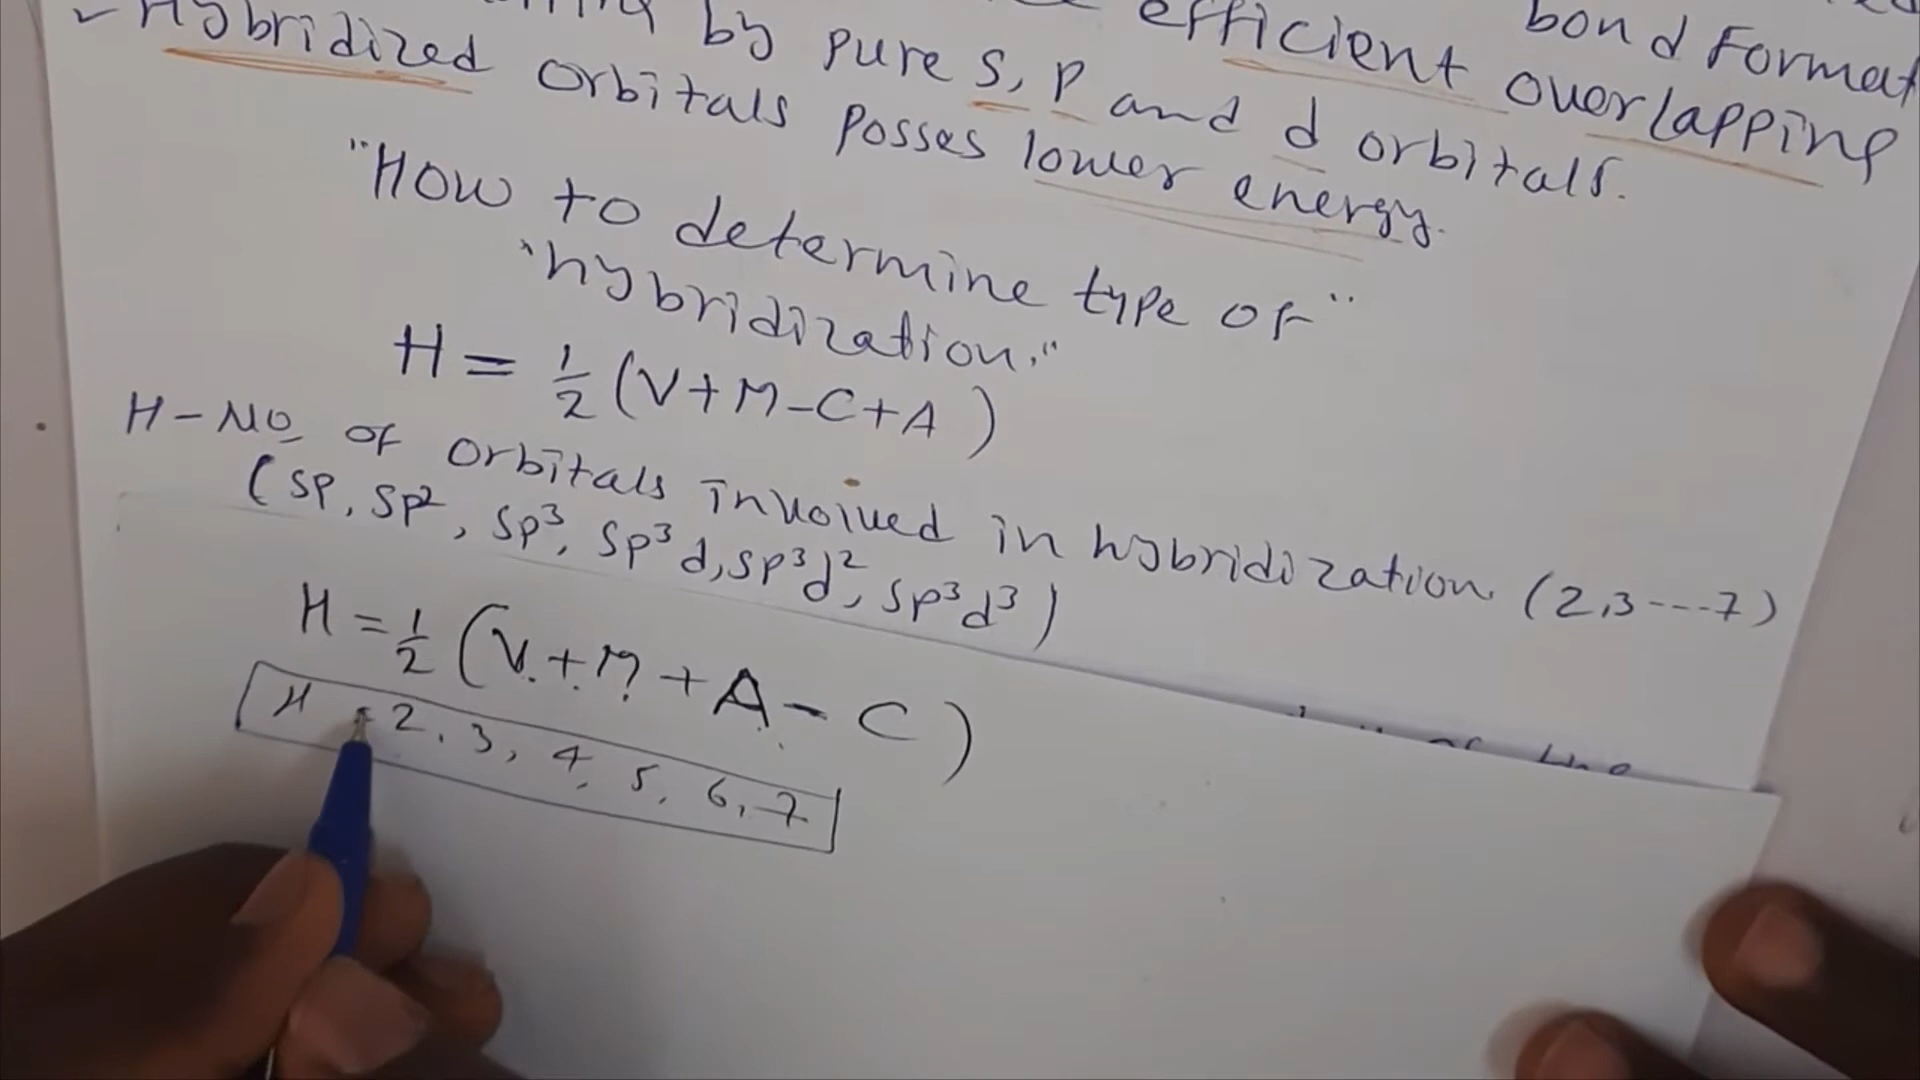 efficient bond Format
by pure s, p and d orbitals. overlapping
Hybridized orbitals posses lower energy.
"How to determine type of"
"hybridization."
H = 1/2 (V+M-C+A)
H - No of orbitals involved in hybridization (2,3---7)
(sp, sp², sp³, sp³d, sp³d², sp³d³)
H = 1/2 (V+M+A-C)
H = 2, 3, 4, 5, 6, 7